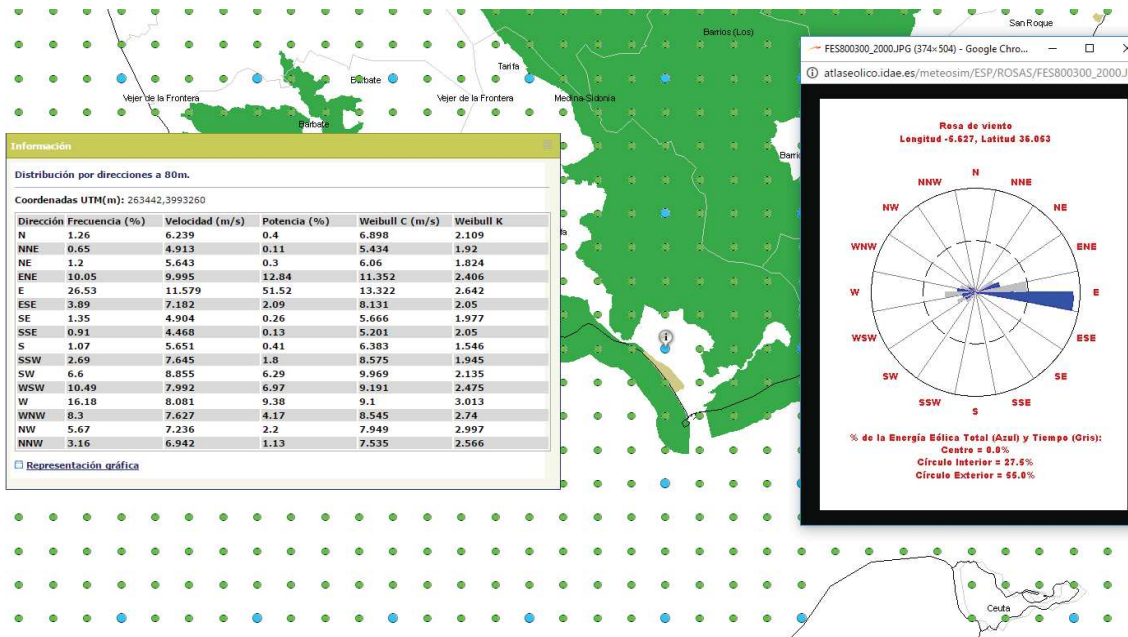 San Roque
Barrios (Los)
Tarifa
Barbate
Vejer de la Frontera
Vejer de la Frontera
Medina-Sidonia
Barbate
Información
Distribución por direcciones a 80m.
Coordenadas UTM(m): 263442,3993260
Dirección Frecuencia (%) Velocidad (m/s) Potencia (%) Weibull C (m/s) Weibull K
N 1.26 6.239 0.4 6.898 2.109
NNE 0.65 4.913 0.11 5.434 1.92
NE 1.2 5.643 0.3 6.06 1.824
ENE 10.05 9.995 12.84 11.352 2.406
E 26.53 11.579 51.52 13.322 2.642
ESE 3.89 7.182 2.09 8.131 2.05
SE 1.35 4.904 0.26 5.666 1.977
SSE 0.91 4.468 0.13 5.201 2.05
S 1.07 5.651 0.41 6.383 1.546
SSW 2.69 7.645 1.8 8.575 1.945
SW 6.6 8.855 6.29 9.969 2.135
WSW 10.49 7.992 6.97 9.191 2.475
W 16.18 8.081 9.38 9.1 3.013
WNW 8.3 7.627 4.17 8.545 2.74
NW 5.67 7.236 2.2 7.949 2.997
NNW 3.16 6.942 1.13 7.535 2.566
Representación gráfica
i
FES800300_2000.JPG (374×504) - Google Chro...
atlaseolico.idae.es/meteosim/ESP/ROSAS/FES800300_2000.J
Rosa de viento
Longitud -5.627, Latitud 36.053
N
NNW NNE
NW NE
WNW ENE
W E
WSW ESE
SW SE
SSW SSE
S
% de la Energía Eólica Total (Azul) y Tiempo (Gris):
Centro = 0.0%
Círculo Interior = 27.5%
Círculo Exterior = 55.0%
Ceuta